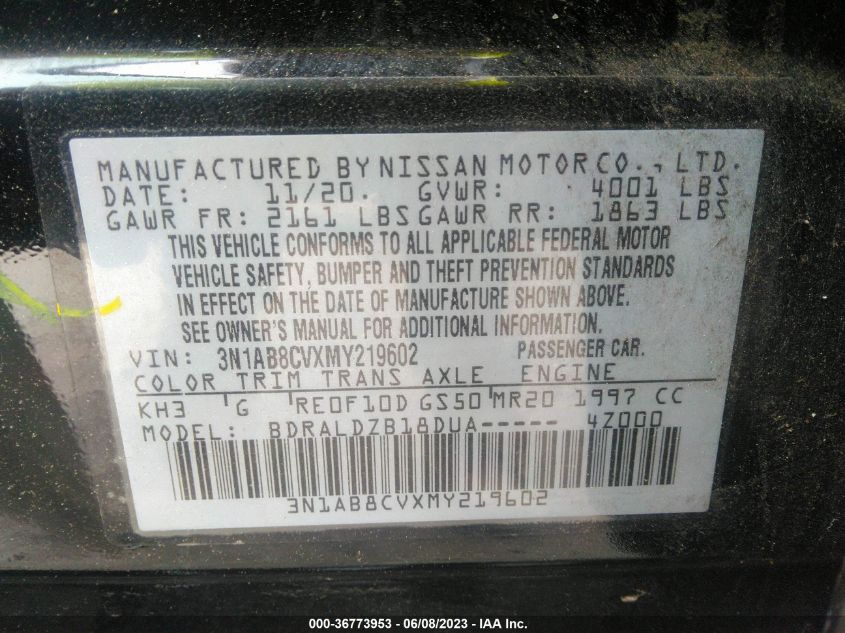 MANUFACTURED BY NISSAN MOTOR CO., LTD.
DATE: 11/20. GVWR: 4001 LBS
GAWR FR: 2161 LBS GAWR RR: 1863 LBS
THIS VEHICLE CONFORMS TO ALL APPLICABLE FEDERAL MOTOR
VEHICLE SAFETY, BUMPER AND THEFT PREVENTION STANDARDS
IN EFFECT ON THE DATE OF MANUFACTURE SHOWN ABOVE.
SEE OWNER'S MANUAL FOR ADDITIONAL INFORMATION.
VIN: 3N1AB8CVXMY219602 PASSENGER CAR.
COLOR TRIM TRANS AXLE ENGINE
KH3 G RE0F10D GS50 MR20 1997 CC
MODEL: BDRALDZB18DUA----- 4Z000
3N1AB8CVXMY219602
000-36773953 - 06/08/2023 - IAA Inc.